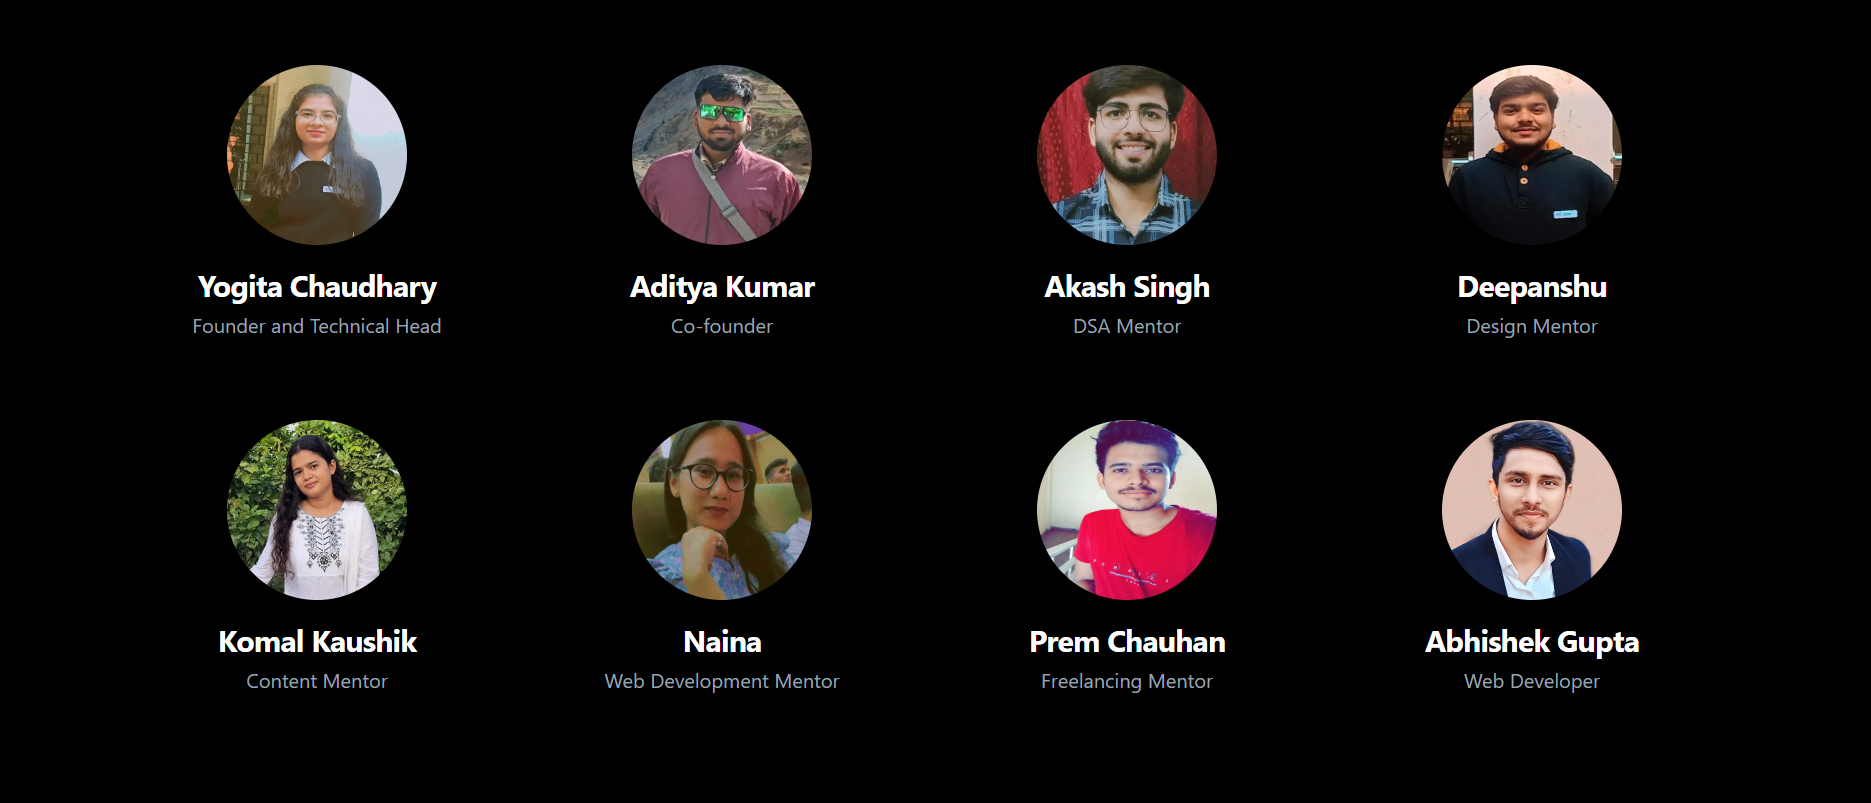 Yogita Chaudhary
Founder and Technical Head
Aditya Kumar
Co-founder
Akash Singh
DSA Mentor
Deepanshu
Design Mentor
Komal Kaushik
Content Mentor
Naina
Web Development Mentor
Prem Chauhan
Freelancing Mentor
Abhishek Gupta
Web Developer